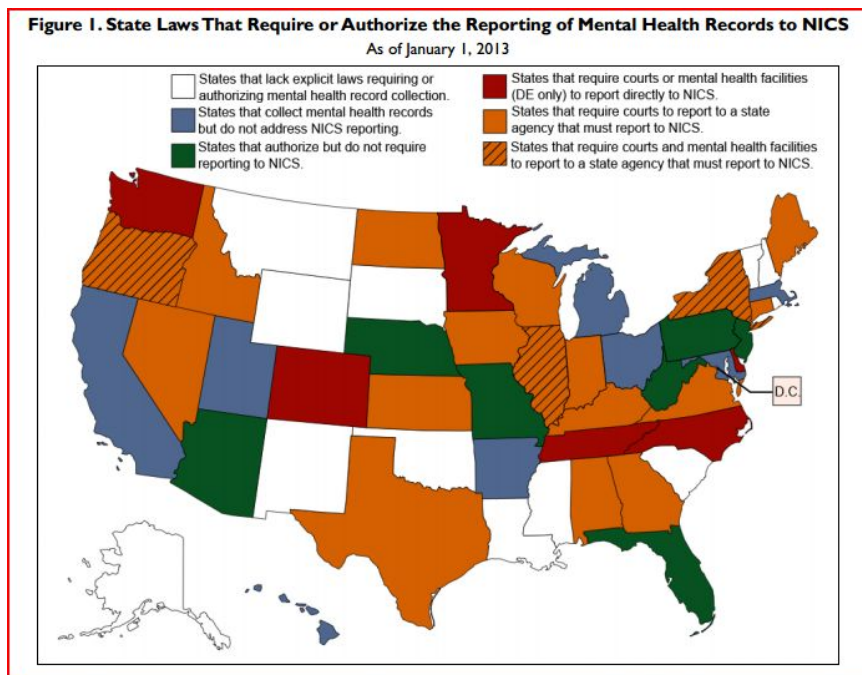 Figure 1. State Laws That Require or Authorize the Reporting of Mental Health Records to NICS
As of January 1, 2013
States that lack explicit laws requiring or
authorizing mental health record collection.
States that collect mental health records
but do not address NICS reporting.
States that authorize but do not require
reporting to NICS.
States that require courts or mental health facilities
(DE only) to report directly to NICS.
States that require courts to report to a state
agency that must report to NICS.
States that require courts and mental health facilities
to report to a state agency that must report to NICS.
D.C.